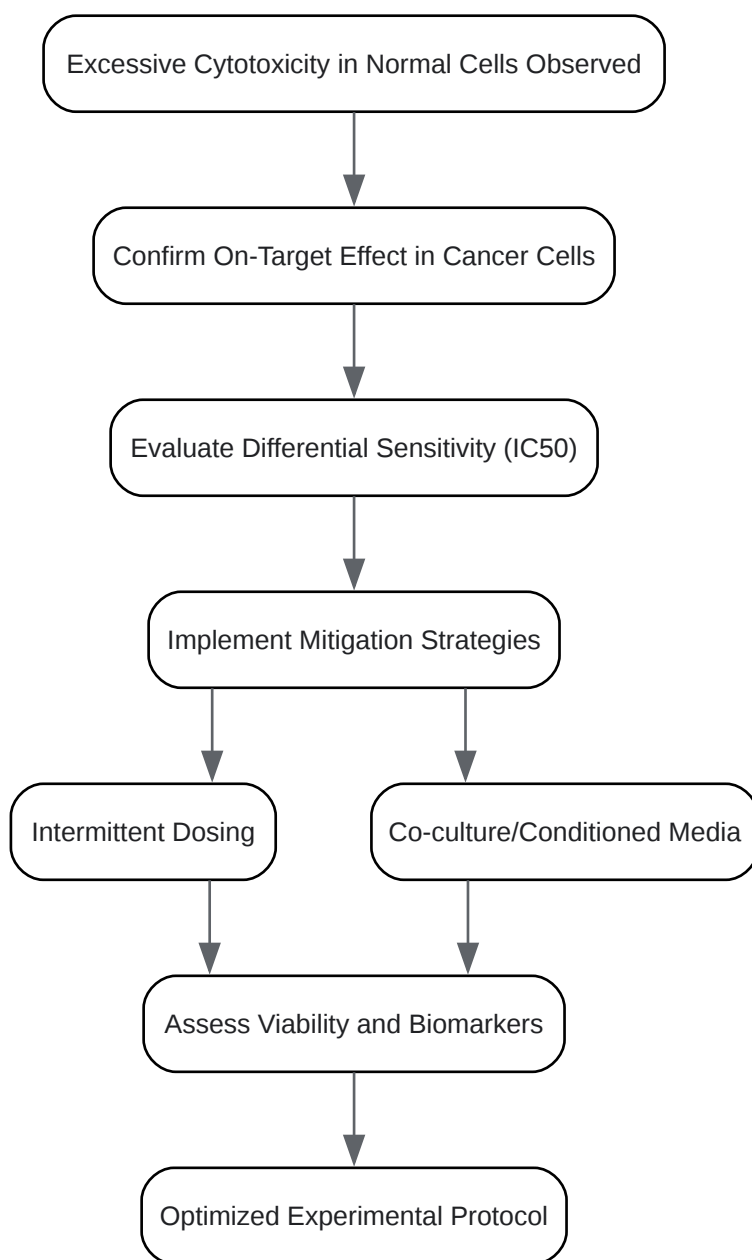 Excessive Cytotoxicity in Normal Cells Observed
Confirm On-Target Effect in Cancer Cells
Evaluate Differential Sensitivity (IC50)
Implement Mitigation Strategies
Intermittent Dosing
Co-culture/Conditioned Media
Assess Viability and Biomarkers
Optimized Experimental Protocol